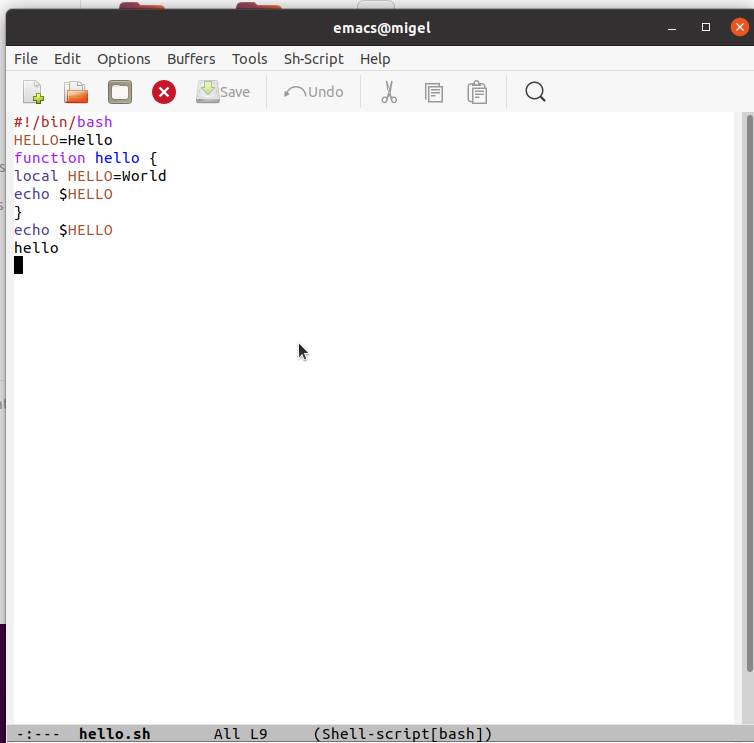 emacs@migel
File Edit Options Buffers Tools Sh-Script Help
Save Undo
#!/bin/bash
HELLO=Hello
function hello {
local HELLO=World
echo $HELLO
}
echo $HELLO
hello
-:--- hello.sh All L9 (Shell-script[bash])